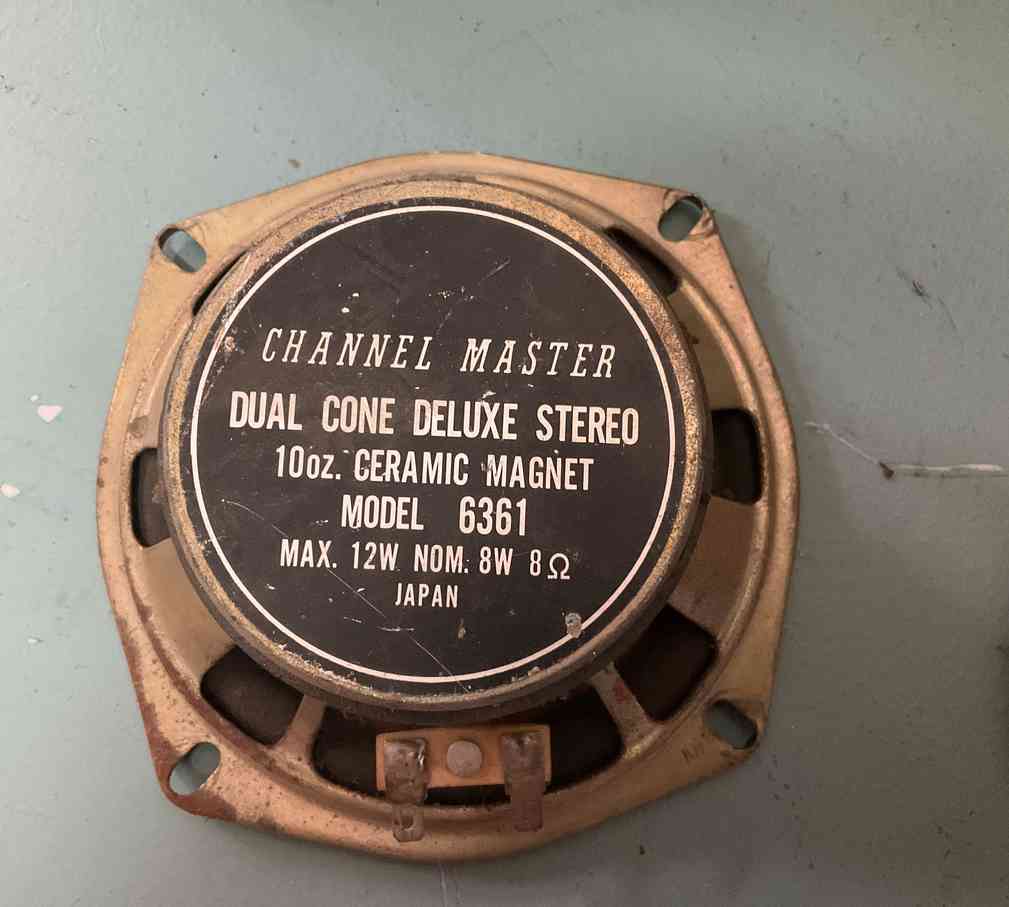 CHANNEL MASTER
DUAL CONE DELUXE STEREO
10oz. CERAMIC MAGNET
MODEL 6361
MAX. 12W NOM. 8W 8Ω
JAPAN